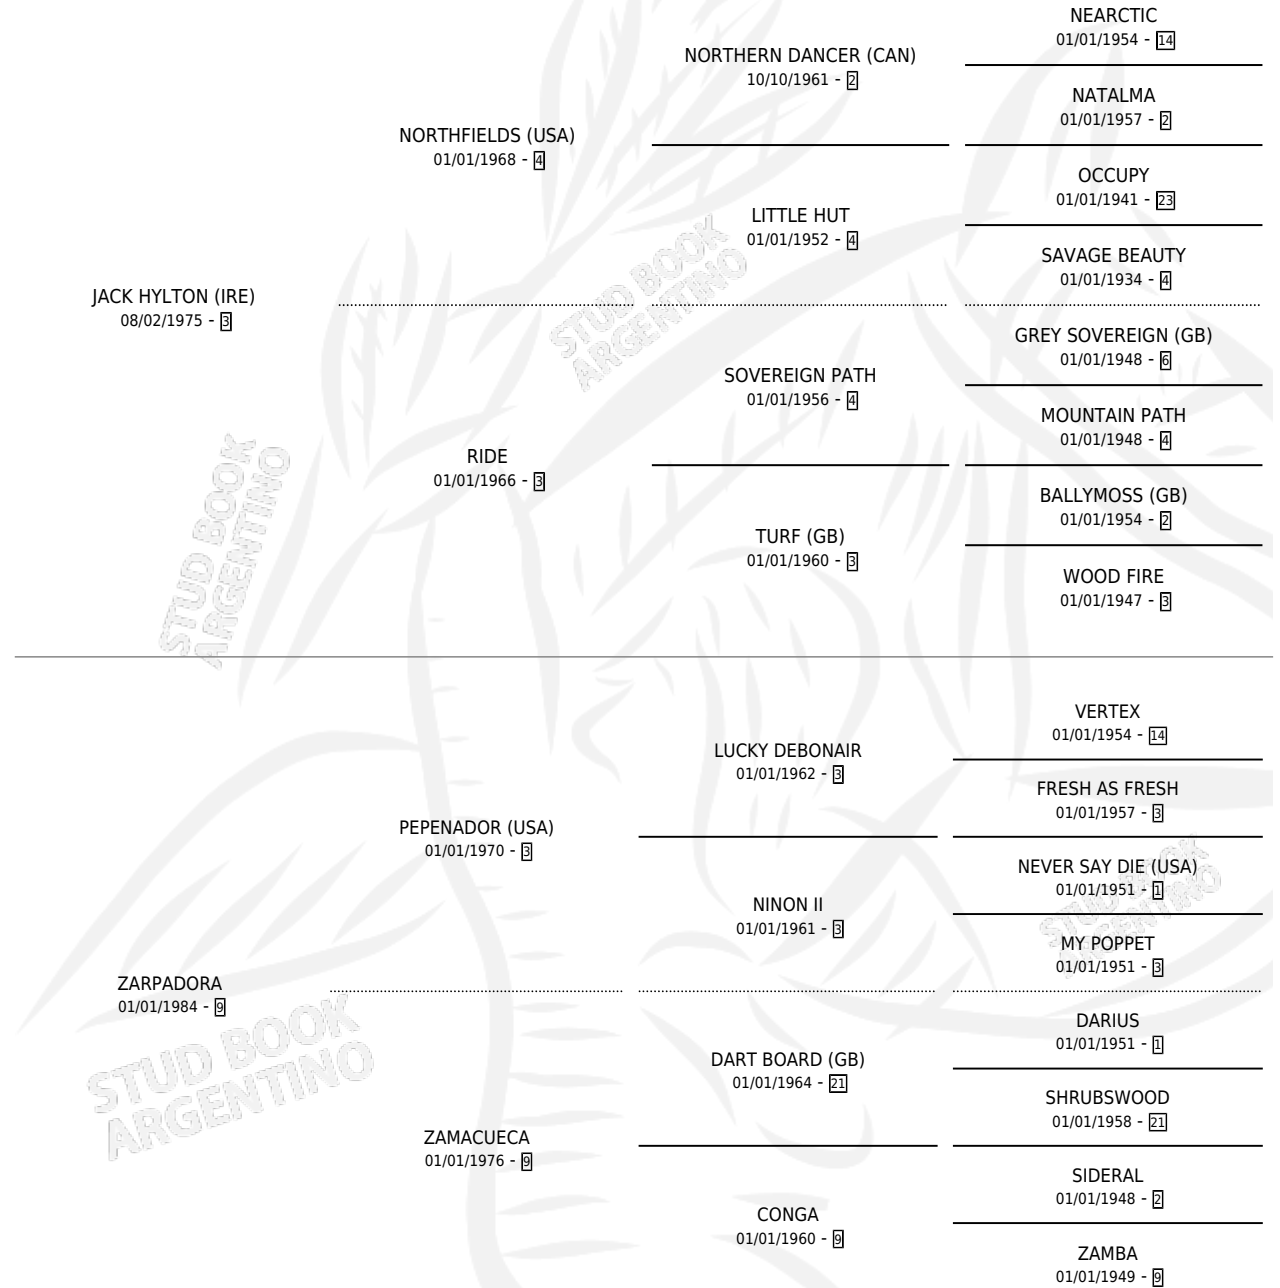 NEARCTIC
01/01/1954 - 14
NORTHERN DANCER (CAN)
10/10/1961 - 2
NATALMA
01/01/1957 - 2
NORTHFIELDS (USA)
01/01/1968 - 4
OCCUPY
01/01/1941 - 23
LITTLE HUT
01/01/1952 - 4
SAVAGE BEAUTY
01/01/1934 - 4
JACK HYLTON (IRE)
08/02/1975 - 3
GREY SOVEREIGN (GB)
01/01/1948 - 6
SOVEREIGN PATH
01/01/1956 - 4
MOUNTAIN PATH
01/01/1948 - 4
RIDE
01/01/1966 - 3
BALLYMOSS (GB)
01/01/1954 - 2
TURF (GB)
01/01/1960 - 3
WOOD FIRE
01/01/1947 - 3
VERTEX
01/01/1954 - 14
LUCKY DEBONAIR
01/01/1962 - 3
FRESH AS FRESH
01/01/1957 - 3
PEPENADOR (USA)
01/01/1970 - 3
NEVER SAY DIE (USA)
01/01/1951 - 1
NINON II
01/01/1961 - 3
MY POPPET
01/01/1951 - 3
ZARPADORA
01/01/1984 - 9
DARIUS
01/01/1951 - 1
DART BOARD (GB)
01/01/1964 - 21
SHRUBSWOOD
01/01/1958 - 21
ZAMACUECA
01/01/1976 - 9
SIDERAL
01/01/1948 - 2
CONGA
01/01/1960 - 9
ZAMBA
01/01/1949 - 9
STUD BOOK
ARGENTINO
STUD BOOK
ARGENTINO
STUD BOOK
ARGENTINO
STUD BOOK
ARGENTINO